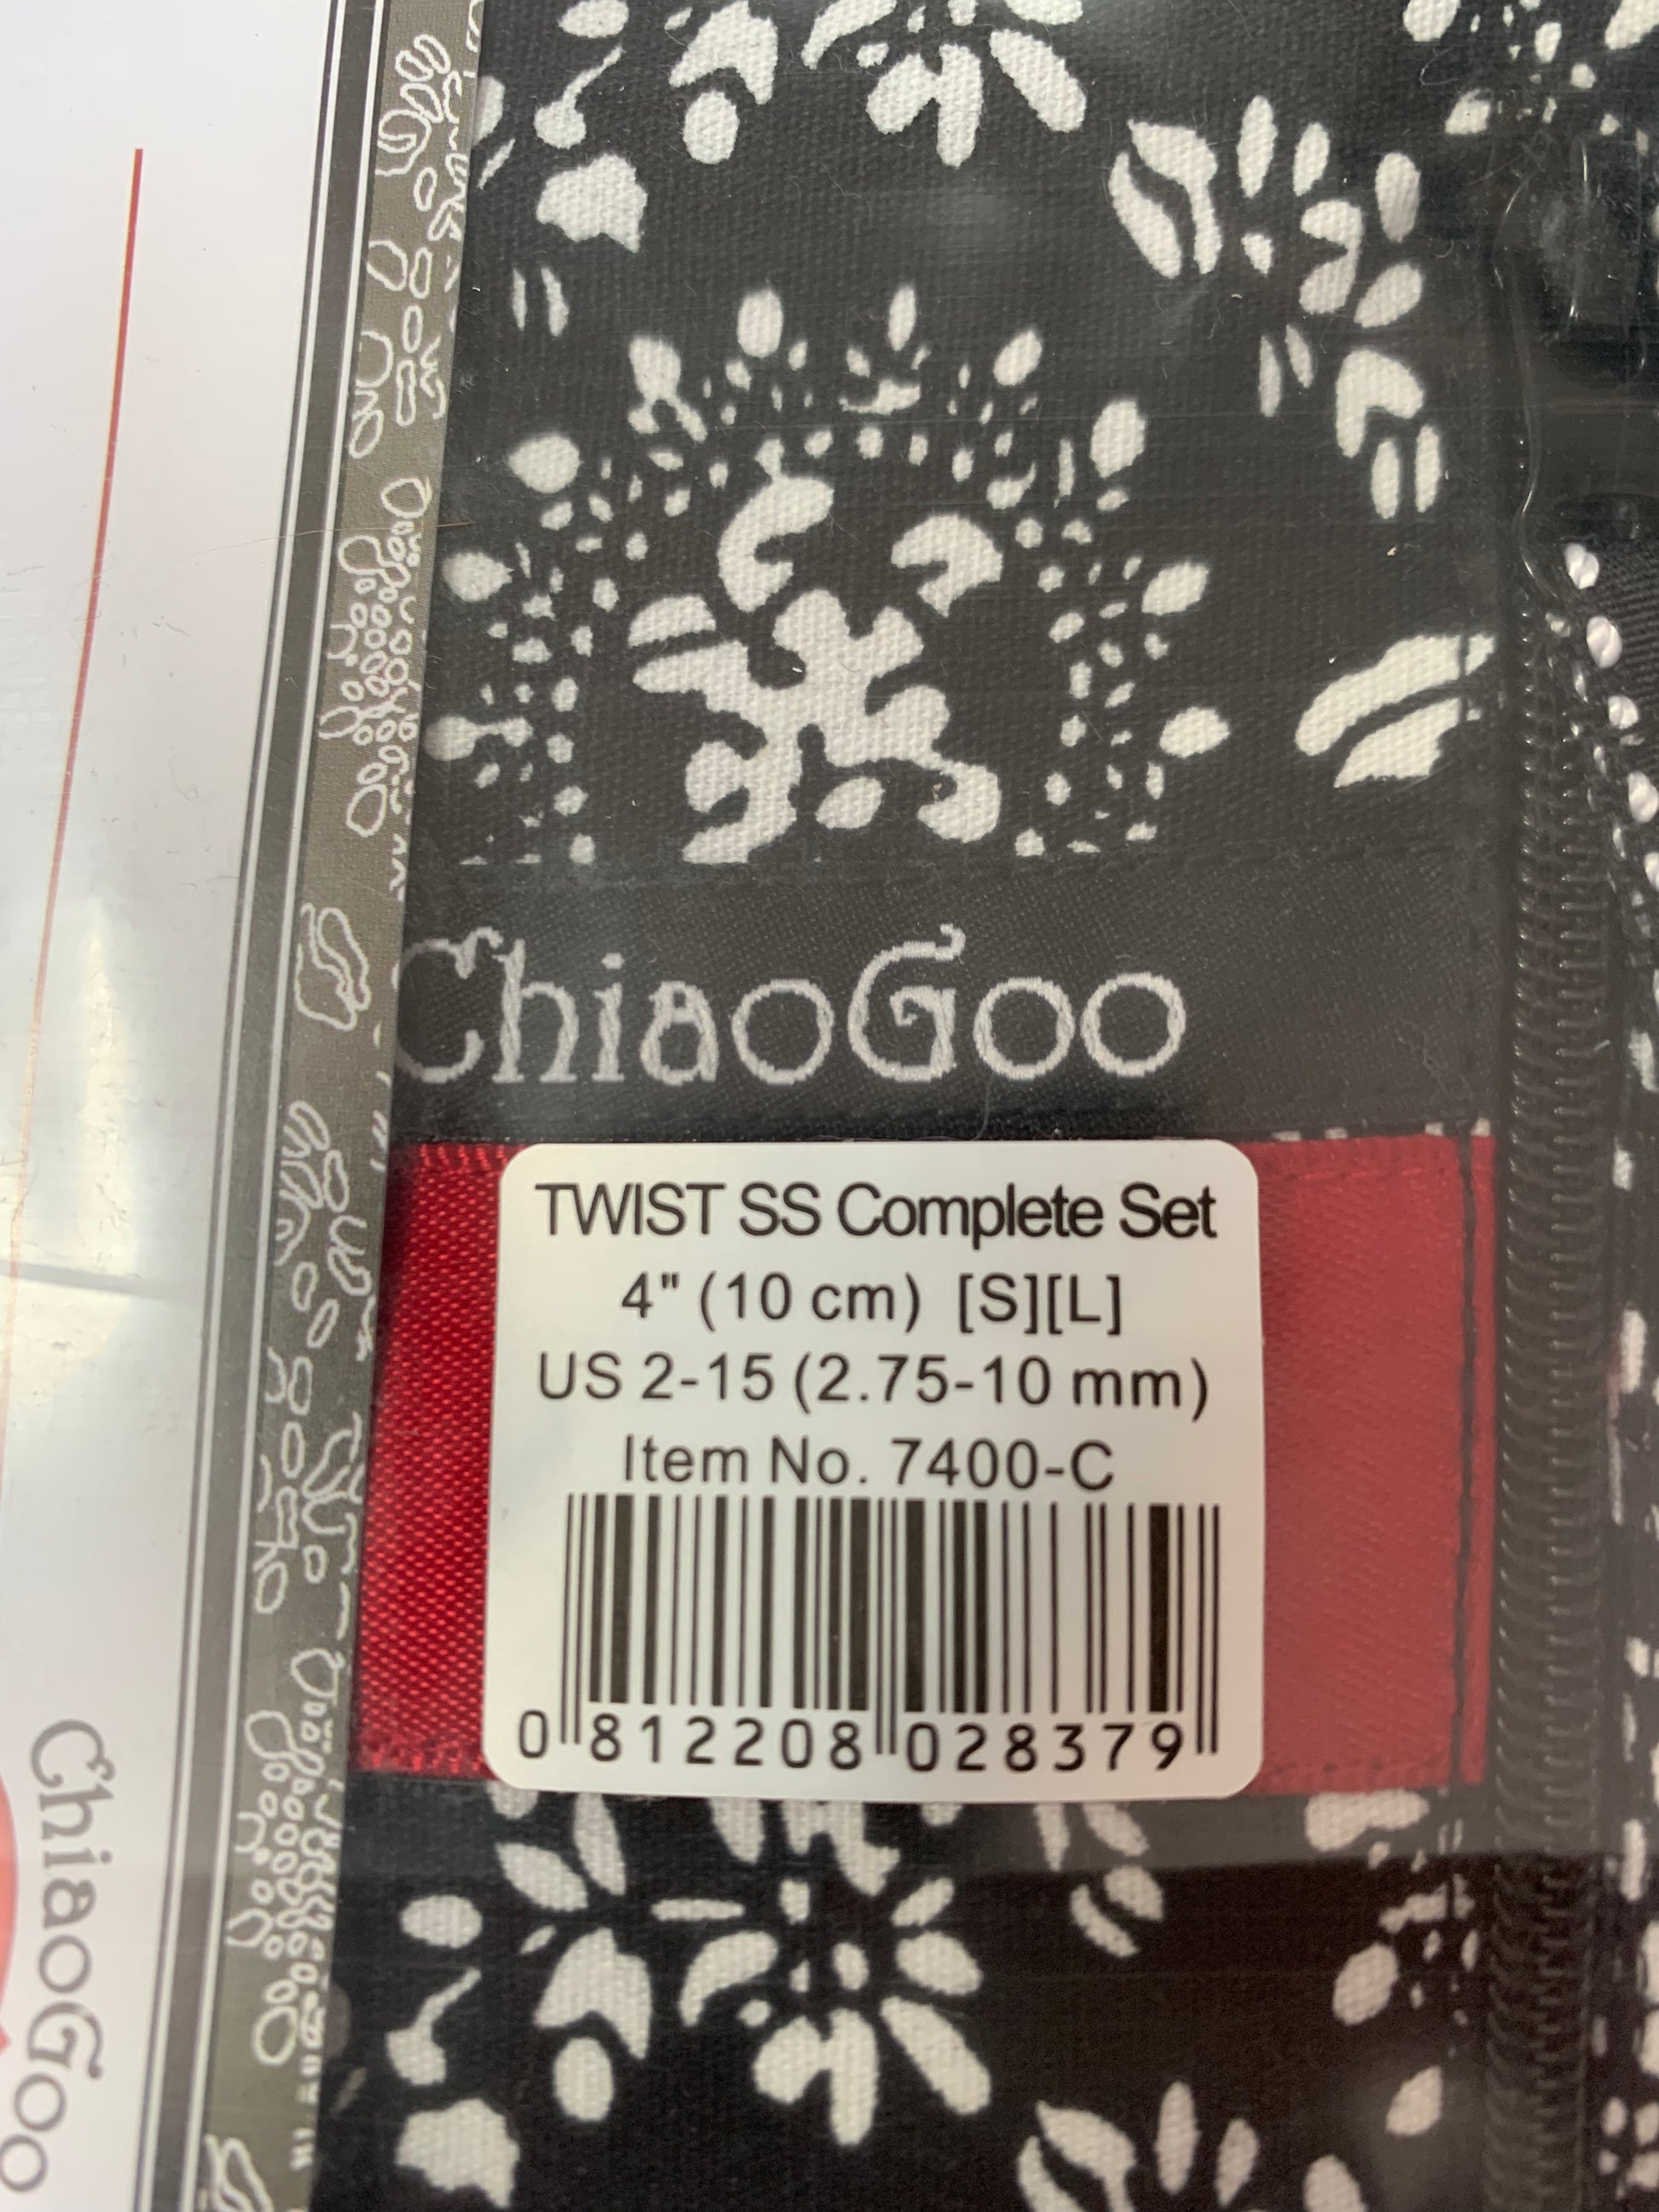 ChiaoGoo
TWIST SS Complete Set
4" (10 cm) [S][L]
US 2-15 (2.75-10 mm)
Item No. 7400-C
0 812208 028379
ChiaoGoo